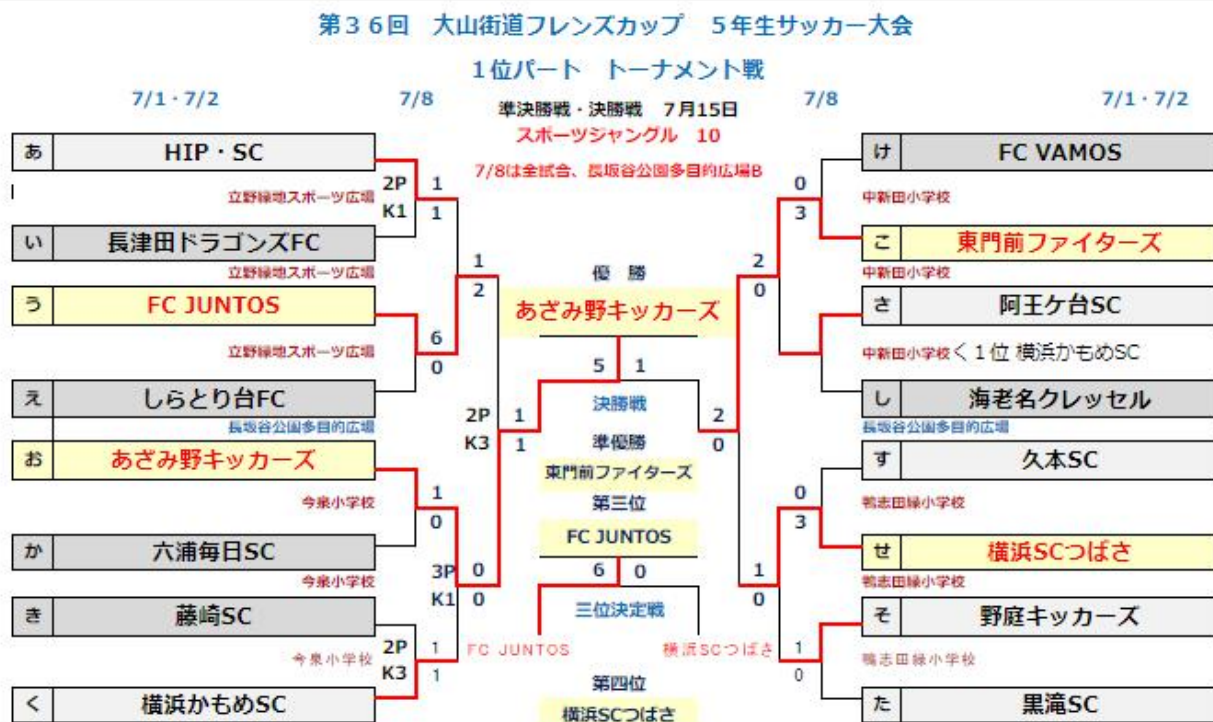 第３６回　大山街道フレンズカップ　５年生サッカー大会
１位パート　トーナメント戦
7/1・7/2
7/8
準決勝戦・決勝戦　７月15日
スポーツジャングル　10
7/8は全試合、長坂谷公園多目的広場B
7/8
7/1・7/2
あ HIP・SC
立野緑地スポーツ広場
2P 1
K1 1
い 長津田ドラゴンズFC
立野緑地スポーツ広場
1
2
う FC JUNTOS
立野緑地スポーツ広場
6
0
え しらとり台FC
長坂谷公園多目的広場
2P 1
K3 1
お あざみ野キッカーズ
今泉小学校
1
0
か 六浦毎日SC
今泉小学校
3P 0
K1 0
き 藤崎SC
今泉小学校
2P 1
K3 1
く 横浜かもめSC
優　勝
あざみ野キッカーズ
5 1
決勝戦
準優勝
東門前ファイターズ
第三位
FC JUNTOS
6 0
三位決定戦
FC JUNTOS 横浜SCつばさ
第四位
横浜SCつばさ
け FC VAMOS
中新田小学校
0
3
こ 東門前ファイターズ
中新田小学校
2
0
さ 阿王ケ台SC
中新田小学校 く１位 横浜かもめSC
し 海老名クレッセル
長坂谷公園多目的広場
2
0
す 久本SC
鴨志田緑小学校
0
3
せ 横浜SCつばさ
鴨志田緑小学校
1
0
そ 野庭キッカーズ
鴨志田緑小学校
1
0
た 黒滝SC